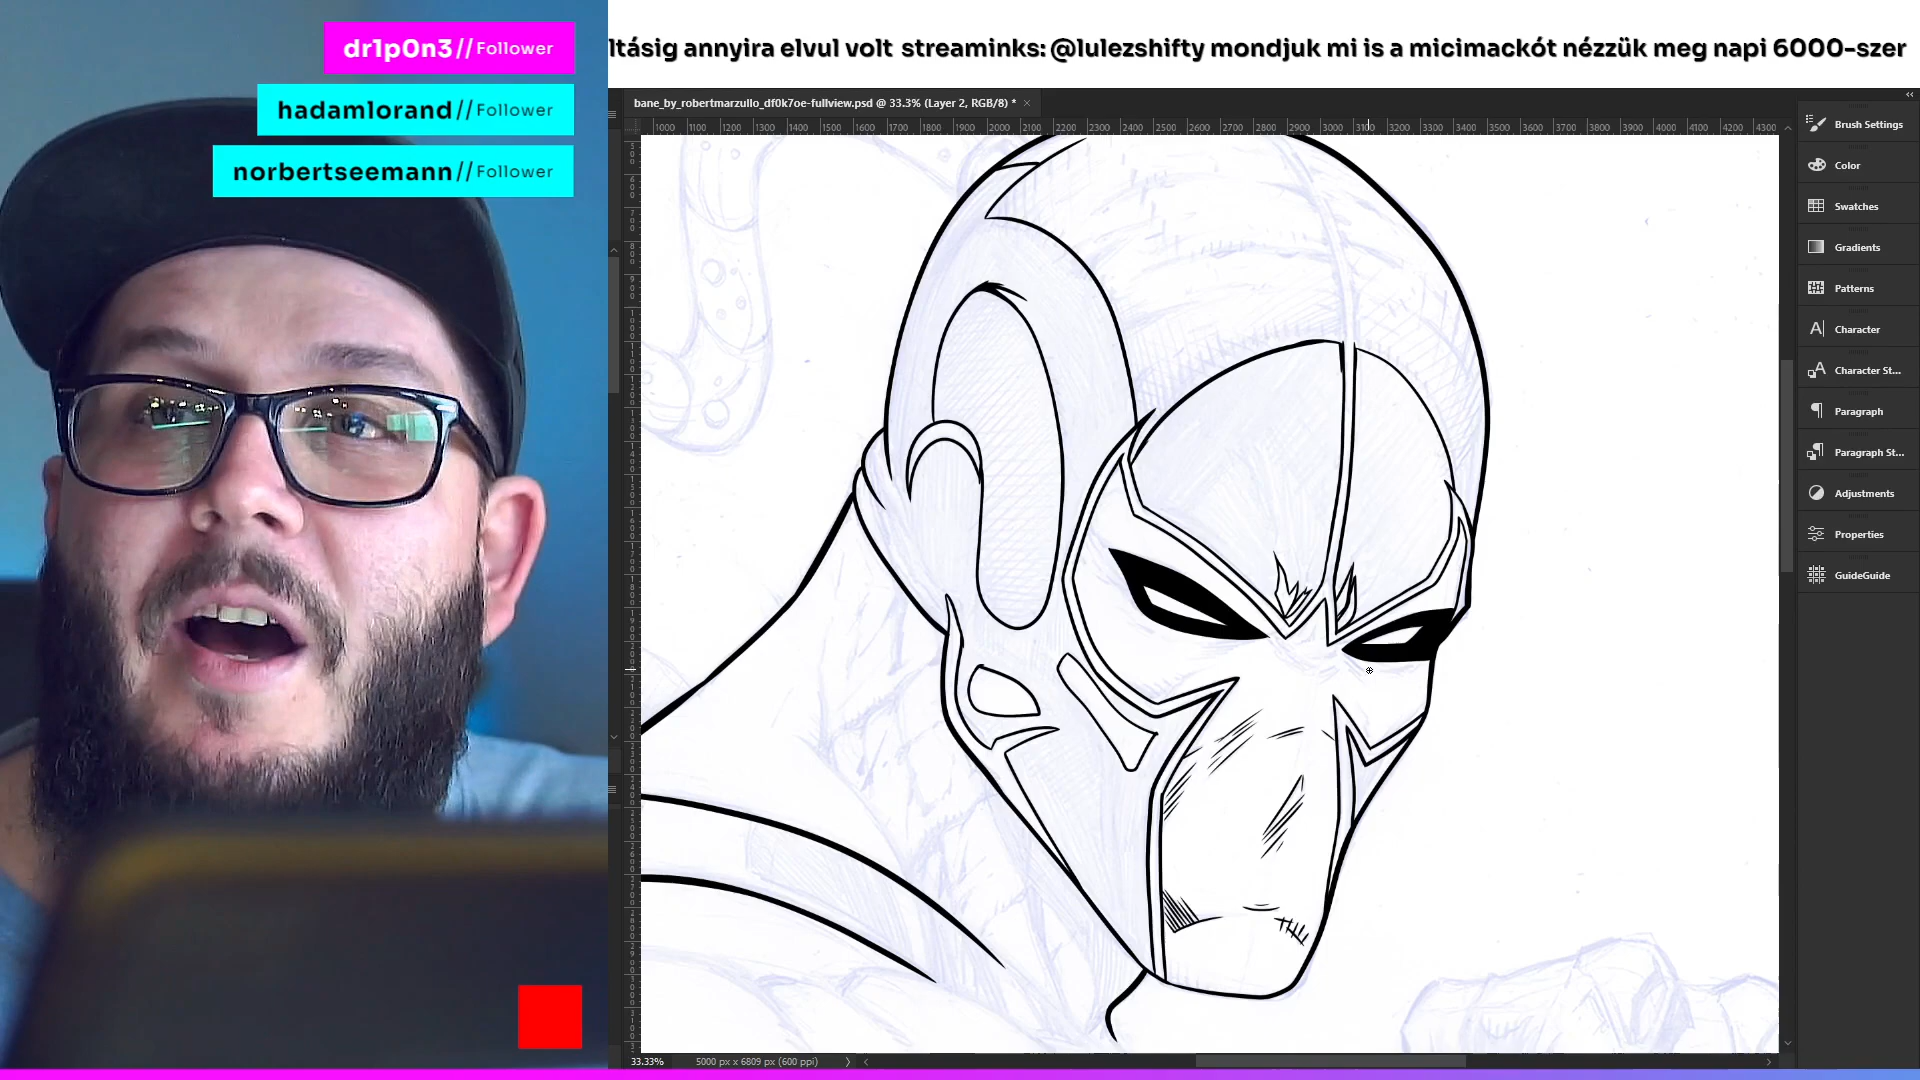 dr1p0n3 // Follower
hadamlorand // Follower
norbertseemann // Follower
ltásig annyira elvul volt streaminks: @lulezshifty mondjuk mi is a micimackót nézzük meg napi 6000-szer
bane_by_robertmarzullo_df0k7oe-fullview.psd @ 33.3% (Layer 2, RGB/8) * ×
1000 1100 1200 1300 1400 1500 1600 1700 1800 1900 2000 2100 2200 2300 2400 2500 2600 2700 2800 2900 3000 3100 3200 3300 3400 3500 3600 3700 3800 3900 4000 4100 4200 4300
Brush Settings
Color
Swatches
Gradients
Patterns
Character
Character St...
Paragraph
Paragraph St...
Adjustments
Properties
GuideGuide
33.33% 5000 px x 6809 px (600 ppi)